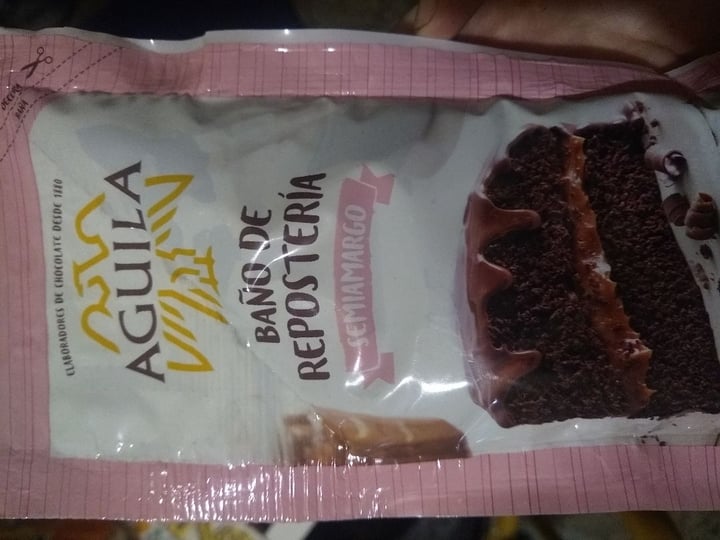 ELABORADORES DE CHOCOLATE DESDE 1880
AGUILA
BAÑO DE
REPOSTERÍA
SEMIAMARGO